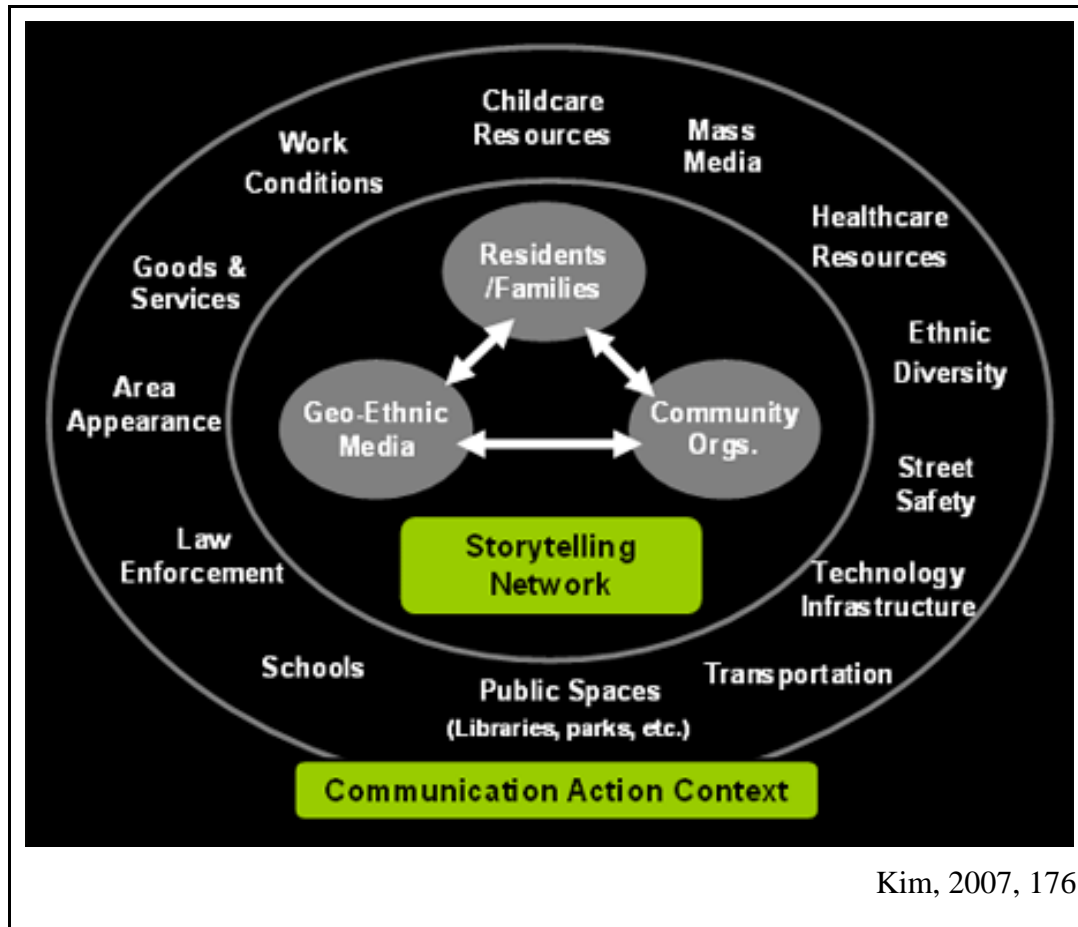 Childcare
Resources
Mass
Media
Work
Conditions
Healthcare
Resources
Goods &
Services
Ethnic
Diversity
Area
Appearance
Street
Safety
Law
Enforcement
Technology
Infrastructure
Schools
Transportation
Public Spaces
(Libraries, parks, etc.)
Residents
/Families
Geo-Ethnic
Media
Community
Orgs.
Storytelling
Network
Communication Action Context
Kim, 2007, 176